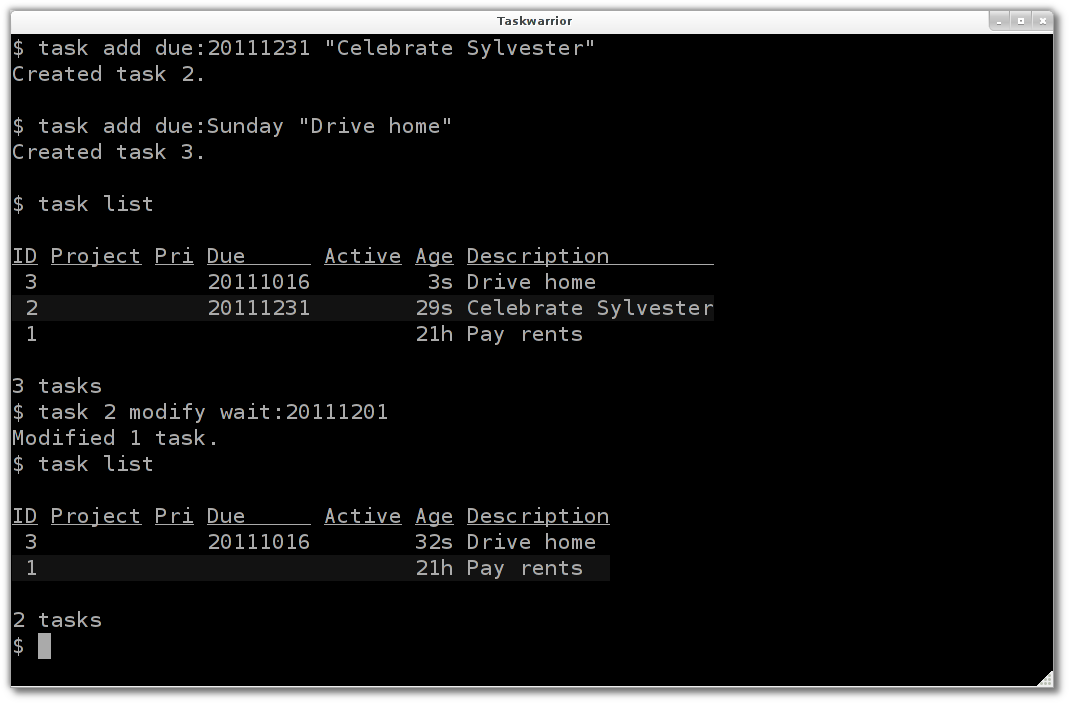 Taskwarrior
$ task add due:20111231 "Celebrate Sylvester"
Created task 2.
$ task add due:Sunday "Drive home"
Created task 3.
$ task list
ID Project Pri Due Active Age Description
3 20111016 3s Drive home
2 20111231 29s Celebrate Sylvester
1 21h Pay rents
3 tasks
$ task 2 modify wait:20111201
Modified 1 task.
$ task list
ID Project Pri Due Active Age Description
3 20111016 32s Drive home
1 21h Pay rents
2 tasks
$